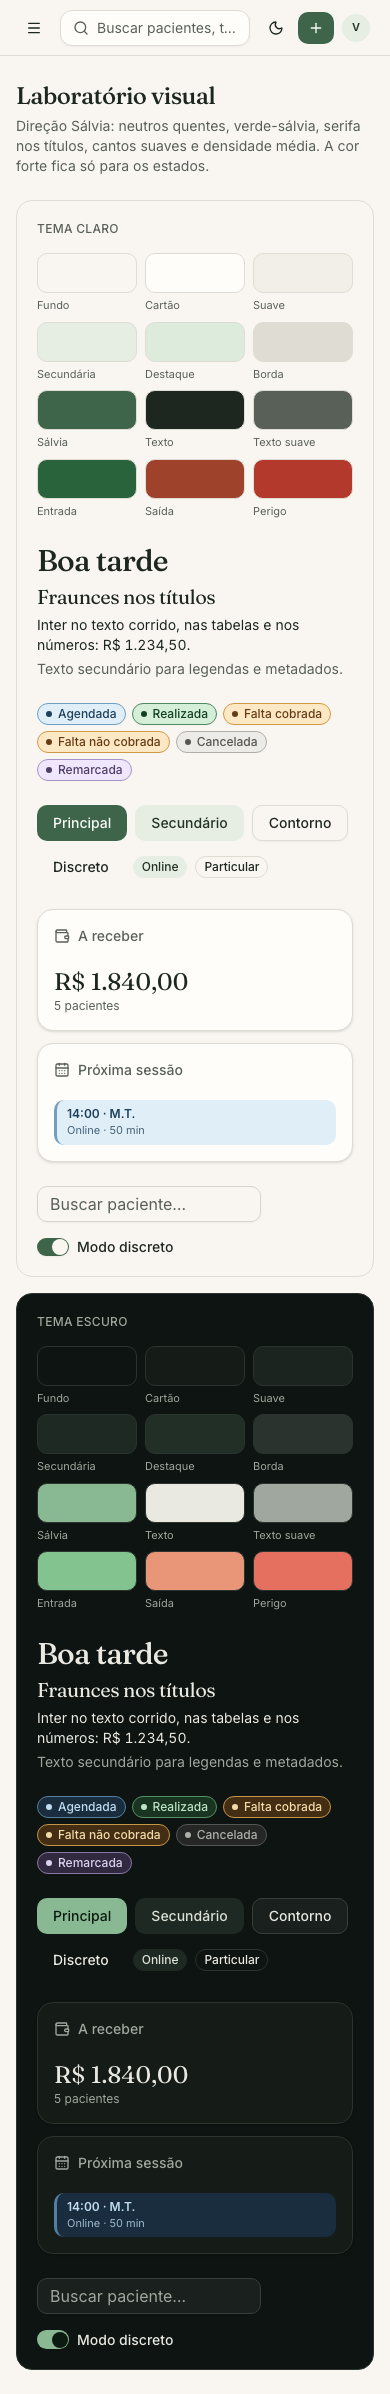 Buscar pacientes, t...
V
Laboratório visual
Direção Sálvia: neutros quentes, verde-sálvia, serifa
nos títulos, cantos suaves e densidade média. A cor
forte fica só para os estados.
TEMA CLARO
Fundo Cartão Suave
Secundária Destaque Borda
Sálvia Texto Texto suave
Entrada Saída Perigo
Boa tarde
Fraunces nos títulos
Inter no texto corrido, nas tabelas e nos
números: R$ 1.234,50.
Texto secundário para legendas e metadados.
Agendada Realizada Falta cobrada
Falta não cobrada Cancelada
Remarcada
Principal Secundário Contorno
Discreto Online Particular
A receber
R$ 1.840,00
5 pacientes
Próxima sessão
14:00 · M.T.
Online · 50 min
Buscar paciente...
Modo discreto
TEMA ESCURO
Fundo Cartão Suave
Secundária Destaque Borda
Sálvia Texto Texto suave
Entrada Saída Perigo
Boa tarde
Fraunces nos títulos
Inter no texto corrido, nas tabelas e nos
números: R$ 1.234,50.
Texto secundário para legendas e metadados.
Agendada Realizada Falta cobrada
Falta não cobrada Cancelada
Remarcada
Principal Secundário Contorno
Discreto Online Particular
A receber
R$ 1.840,00
5 pacientes
Próxima sessão
14:00 · M.T.
Online · 50 min
Buscar paciente...
Modo discreto